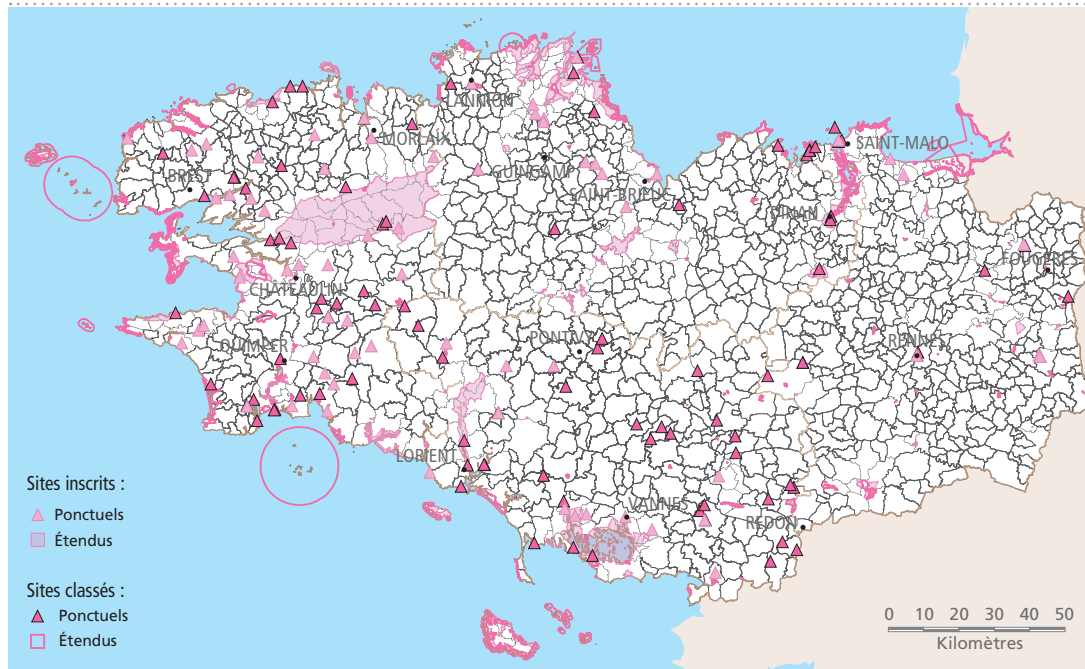 LANNION
MORLAIX
SAINT-MALO
GUINGAMP
BREST
SAINT-BRIEUC
DINAN
FOUGÈRES
CHÂTEAULIN
QUIMPER
PONTIVY
RENNES
LORIENT
VANNES
REDON
Sites inscrits :
Ponctuels
Étendus
Sites classés :
Ponctuels
Étendus
0 10 20 30 40 50
Kilomètres